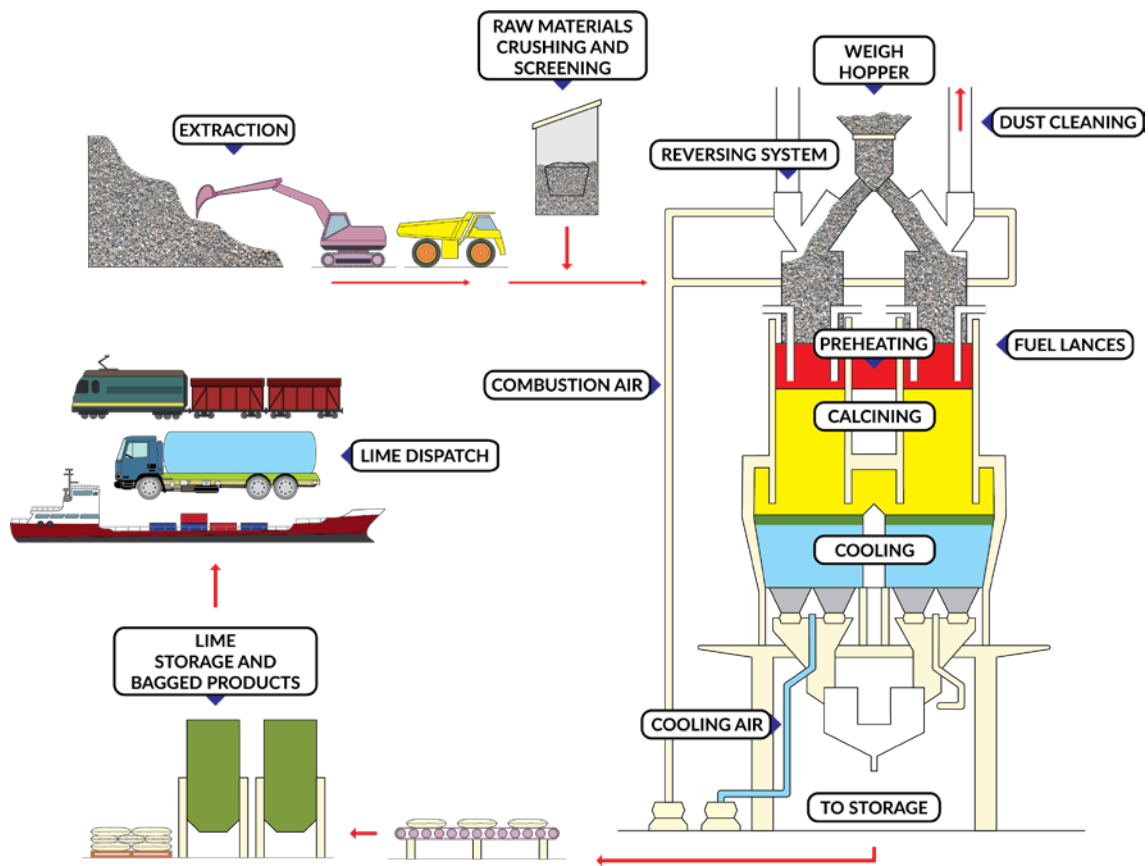 RAW MATERIALS
CRUSHING AND
SCREENING
WEIGH
HOPPER
EXTRACTION
DUST CLEANING
REVERSING SYSTEM
PREHEATING
FUEL LANCES
COMBUSTION AIR
CALCINING
LIME DISPATCH
COOLING
LIME
STORAGE AND
BAGGED PRODUCTS
COOLING AIR
TO STORAGE